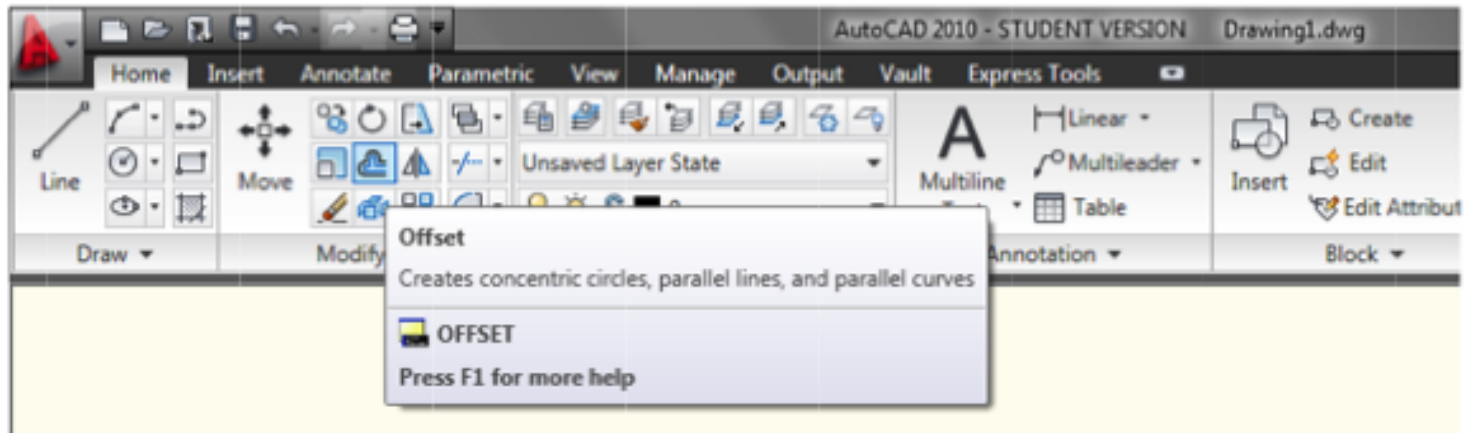 AutoCAD 2010 - STUDENT VERSION Drawing1.dwg
Home Insert Annotate Parametric View Manage Output Vault Express Tools
Line
Move
Unsaved Layer State
Multiline
Linear
Multileader
Table
Insert
Create
Edit
Edit Attribut
Draw
Modify
Annotation
Block
Offset
Creates concentric circles, parallel lines, and parallel curves
OFFSET
Press F1 for more help